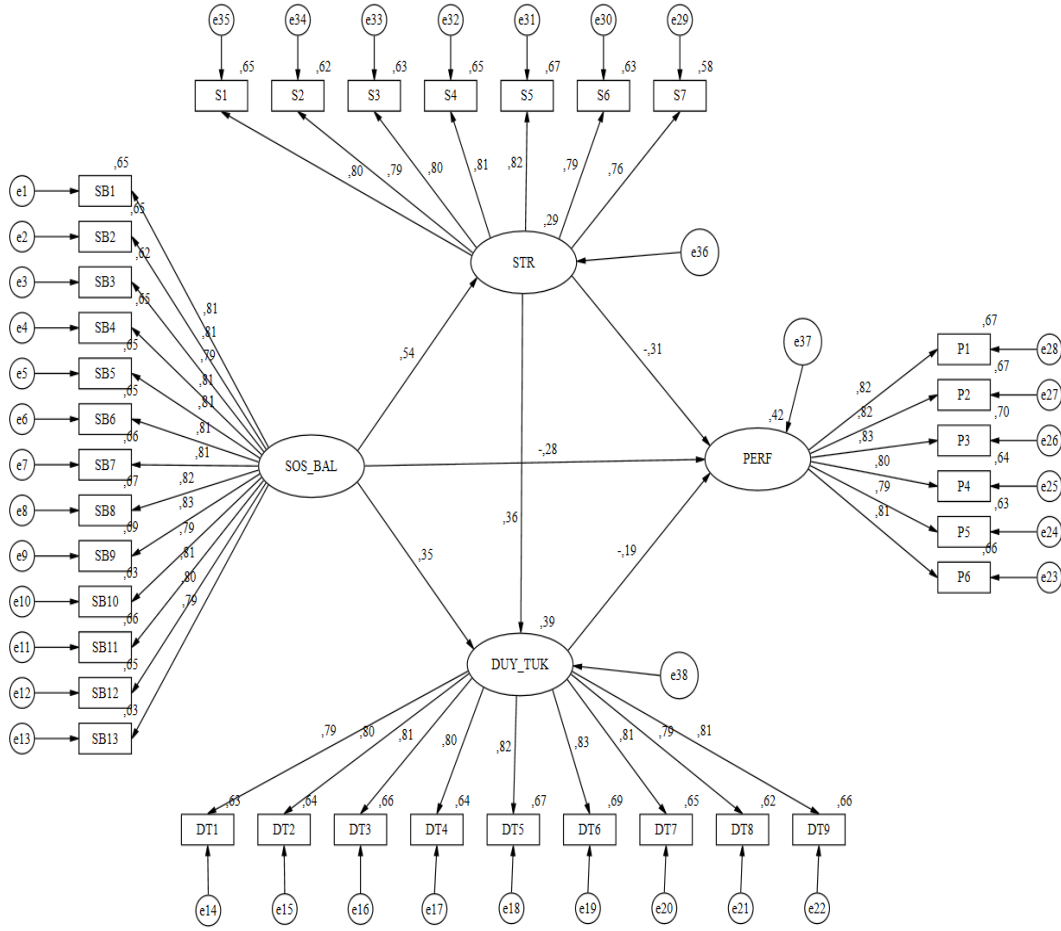 e35 e34 e33 e32 e31 e30 e29
,65 ,62 ,63 ,65 ,67 ,63 ,58
S1 S2 S3 S4 S5 S6 S7
,80 ,79 ,80 ,81 ,82 ,79 ,76
,29
STR
e36
,65
e1 SB1
,65
e2 SB2
,62
e3 SB3
,65
e4 SB4
,65
e5 SB5
,65
e6 SB6
,66
e7 SB7
,67
e8 SB8
,69
e9 SB9
,63
e10 SB10
,66
e11 SB11
,65
e12 SB12
,63
e13 SB13
,81
,81
,79
,81
,81
,81
,81
,82
,83
,79
,81
,80
,79
SOS_BAL
,54
-,31
-,28
,36
,35
-,19
e37
,42
PERF
,82
,82
,83
,80
,79
,81
,67
P1 e28
,67
P2 e27
,70
P3 e26
,64
P4 e25
,63
P5 e24
,66
P6 e23
,39
DUY_TUK
e38
,79 ,80 ,81 ,80 ,82 ,83 ,81 ,79 ,81
,63 ,64 ,66 ,64 ,67 ,69 ,65 ,62 ,66
DT1 DT2 DT3 DT4 DT5 DT6 DT7 DT8 DT9
e14 e15 e16 e17 e18 e19 e20 e21 e22